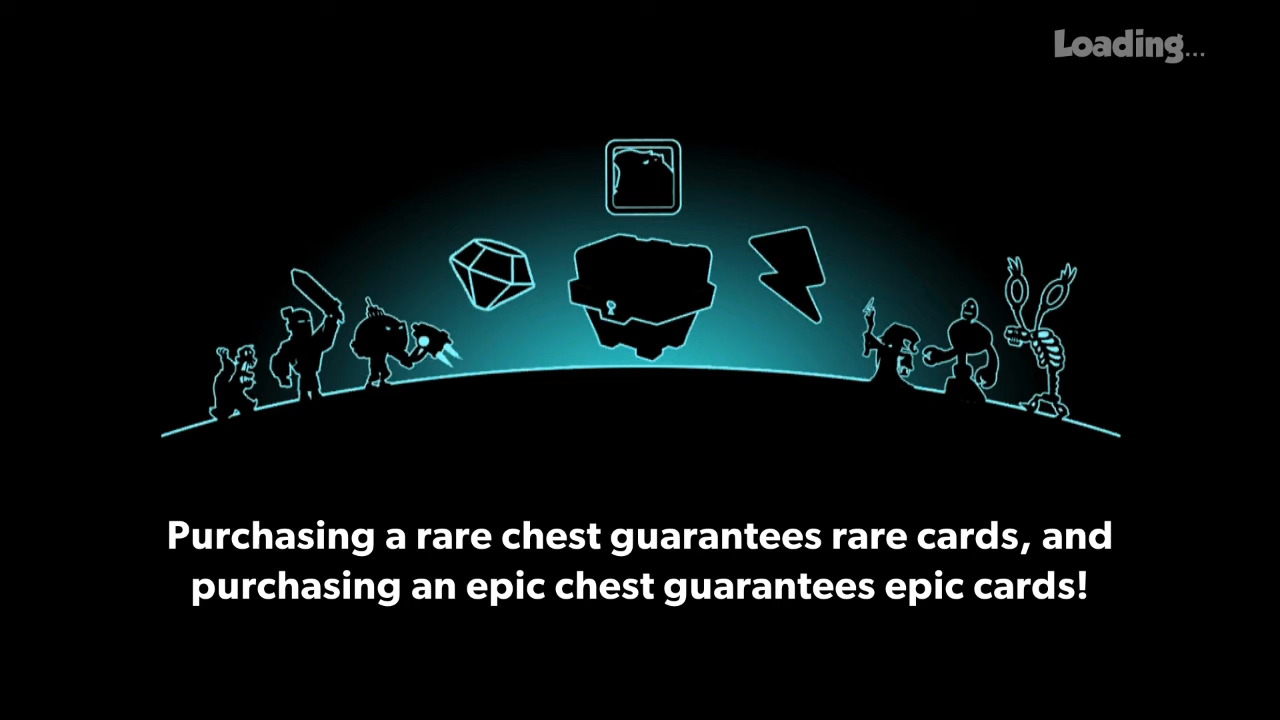 Loading...
Purchasing a rare chest guarantees rare cards, and
purchasing an epic chest guarantees epic cards!